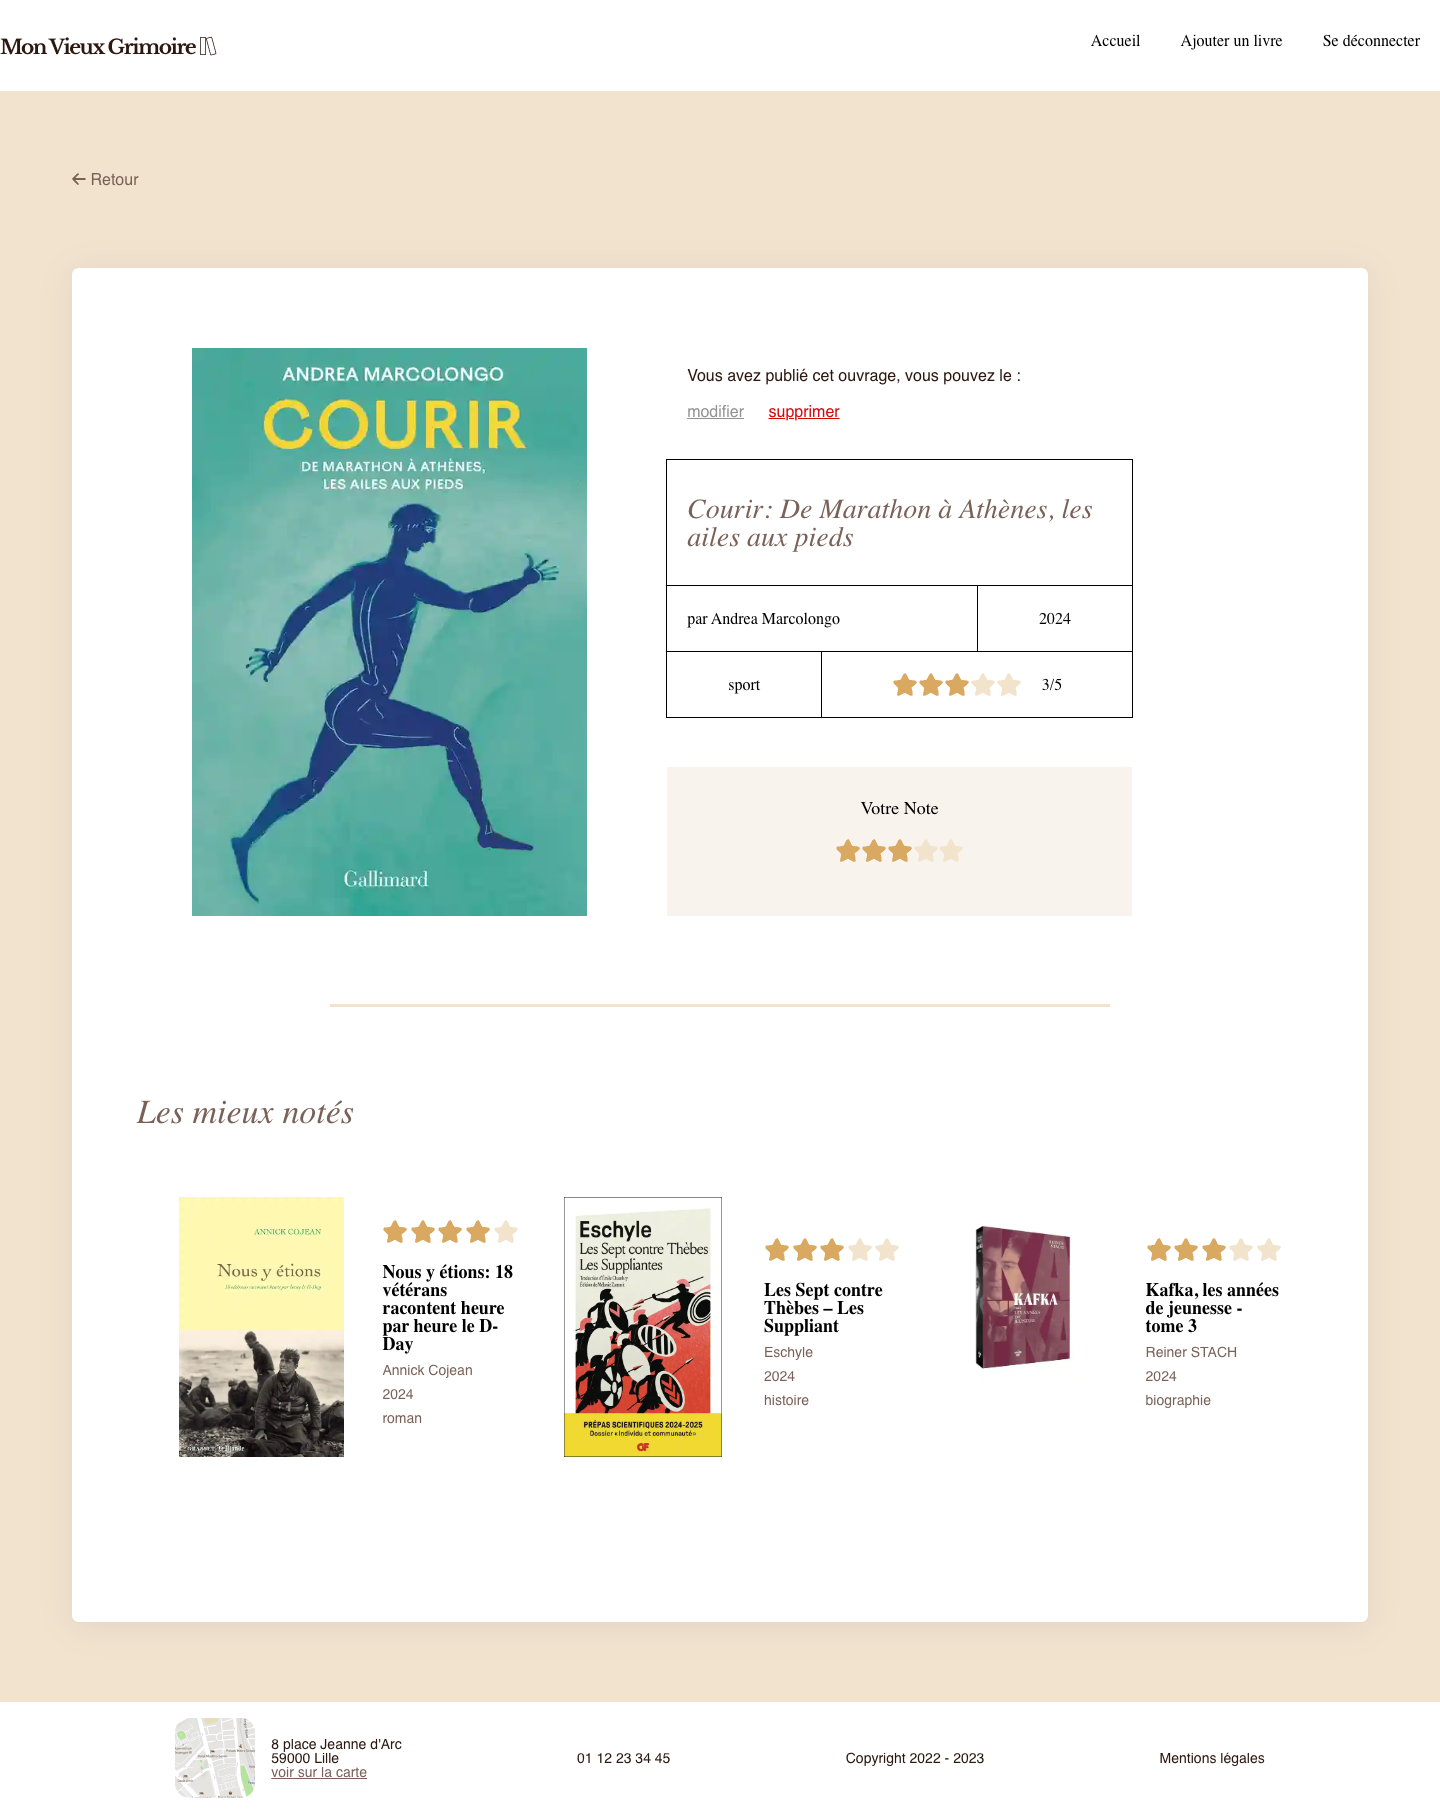 Mon Vieux Grimoire
Accueil
Ajouter un livre
Se déconnecter
Retour
ANDREA MARCOLONGO
COURIR
DE MARATHON À ATHÈNES,
LES AILES AUX PIEDS
Gallimard
Vous avez publié cet ouvrage, vous pouvez le :
modifier
supprimer
Courir: De Marathon à Athènes, les
ailes aux pieds
par Andrea Marcolongo
2024
sport
3/5
Votre Note
Les mieux notés
ANNICK COJEAN
Nous y étions
Nous y étions: 18
vétérans
racontent heure
par heure le D-
Day
Annick Cojean
2024
roman
Eschyle
Les Sept contre Thèbes
Les Suppliantes
PRÉPAS SCIENTIFIQUES 2024-2025
Dossier « Individu et communauté »
GF
Les Sept contre
Thèbes – Les
Suppliant
Eschyle
2024
histoire
KAFKA
Kafka, les années
de jeunesse -
tome 3
Reiner STACH
2024
biographie
8 place Jeanne d'Arc
59000 Lille
voir sur la carte
01 12 23 34 45
Copyright 2022 - 2023
Mentions légales